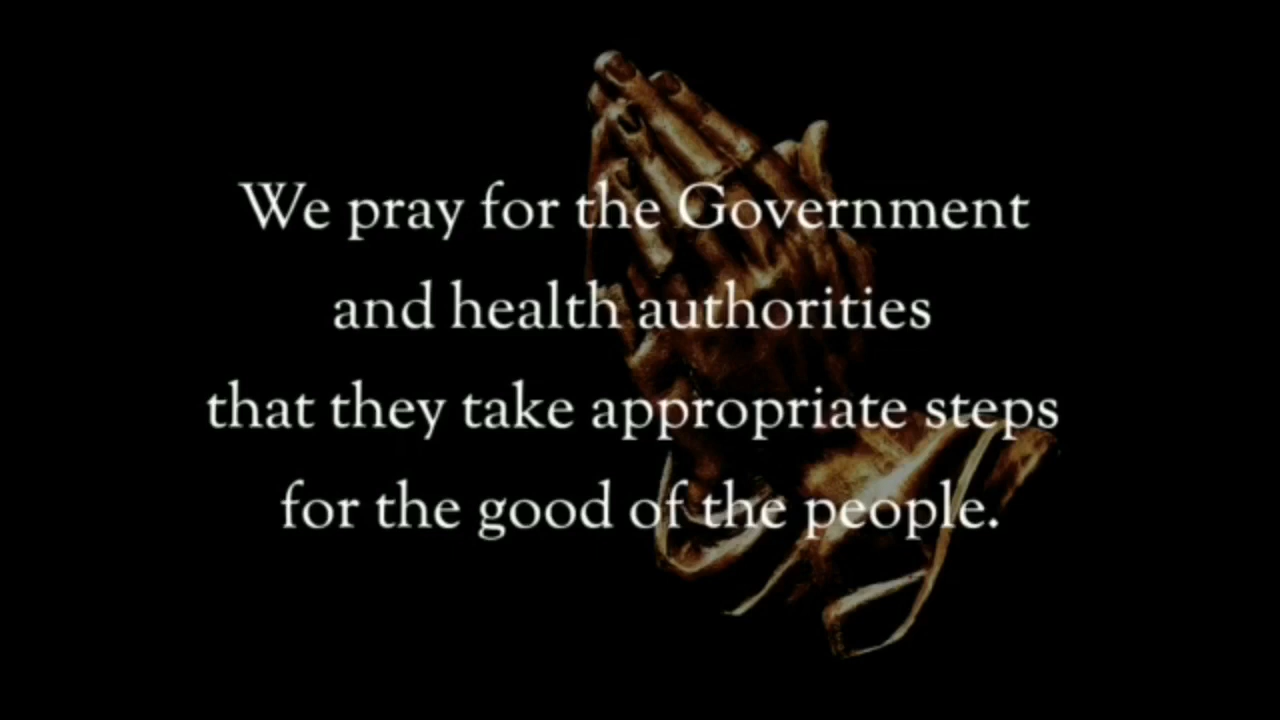 We pray for the Government
and health authorities
that they take appropriate steps
for the good of the people.